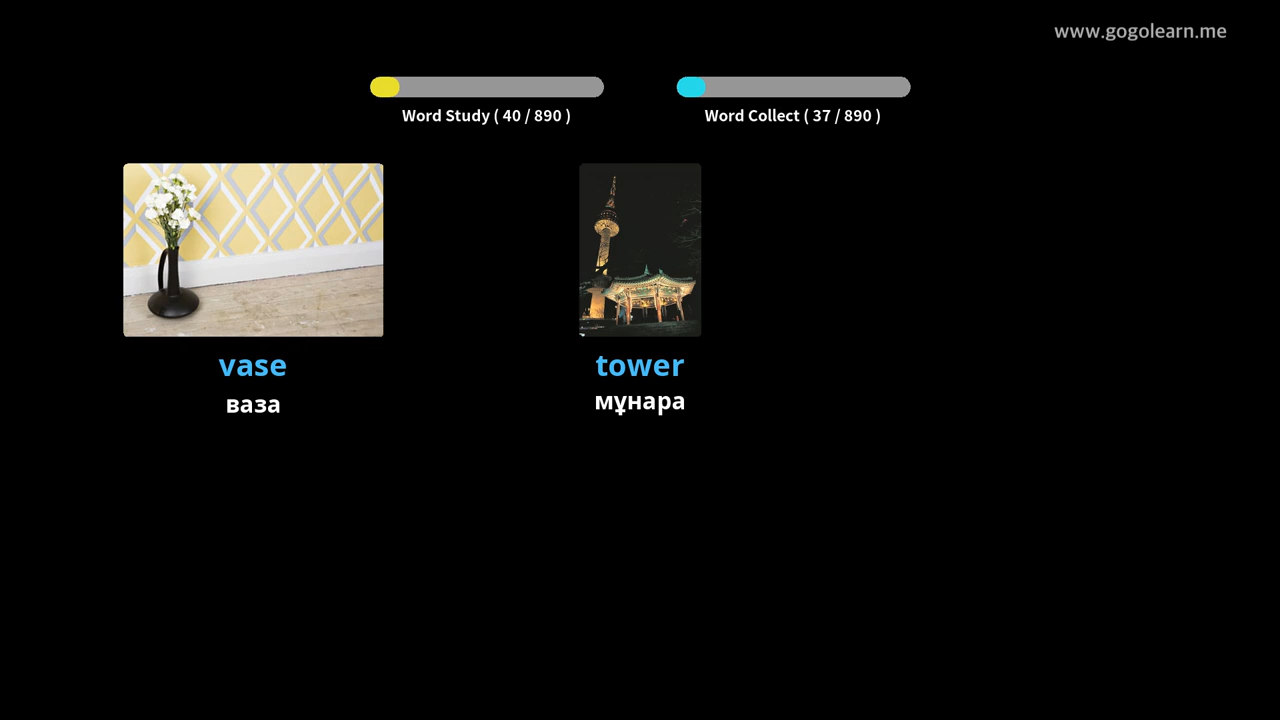 www.gogolearn.me
Word Study ( 40 / 890 )
Word Collect ( 37 / 890 )
vase
ваза
tower
мұнара